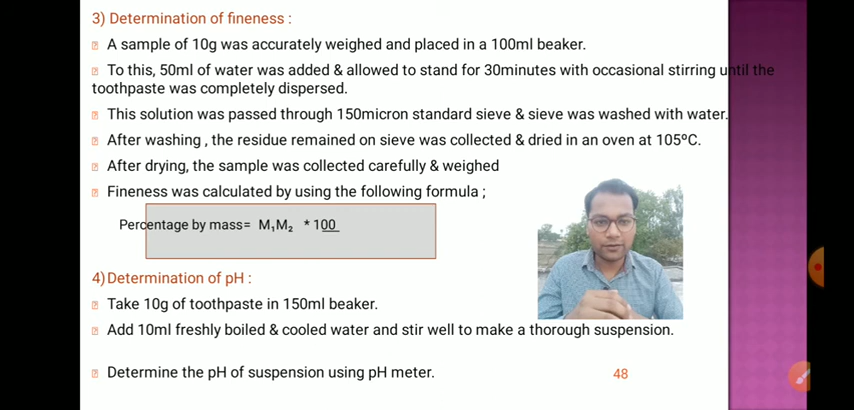 3) Determination of fineness :
A sample of 10g was accurately weighed and placed in a 100ml beaker.
To this, 50ml of water was added & allowed to stand for 30minutes with occasional stirring until the
toothpaste was completely dispersed.
This solution was passed through 150micron standard sieve & sieve was washed with water.
After washing , the residue remained on sieve was collected & dried in an oven at 105ºC.
After drying, the sample was collected carefully & weighed
Fineness was calculated by using the following formula ;
Percentage by mass= M₁M₂ * 100
4) Determination of pH :
Take 10g of toothpaste in 150ml beaker.
Add 10ml freshly boiled & cooled water and stir well to make a thorough suspension.
Determine the pH of suspension using pH meter.
48